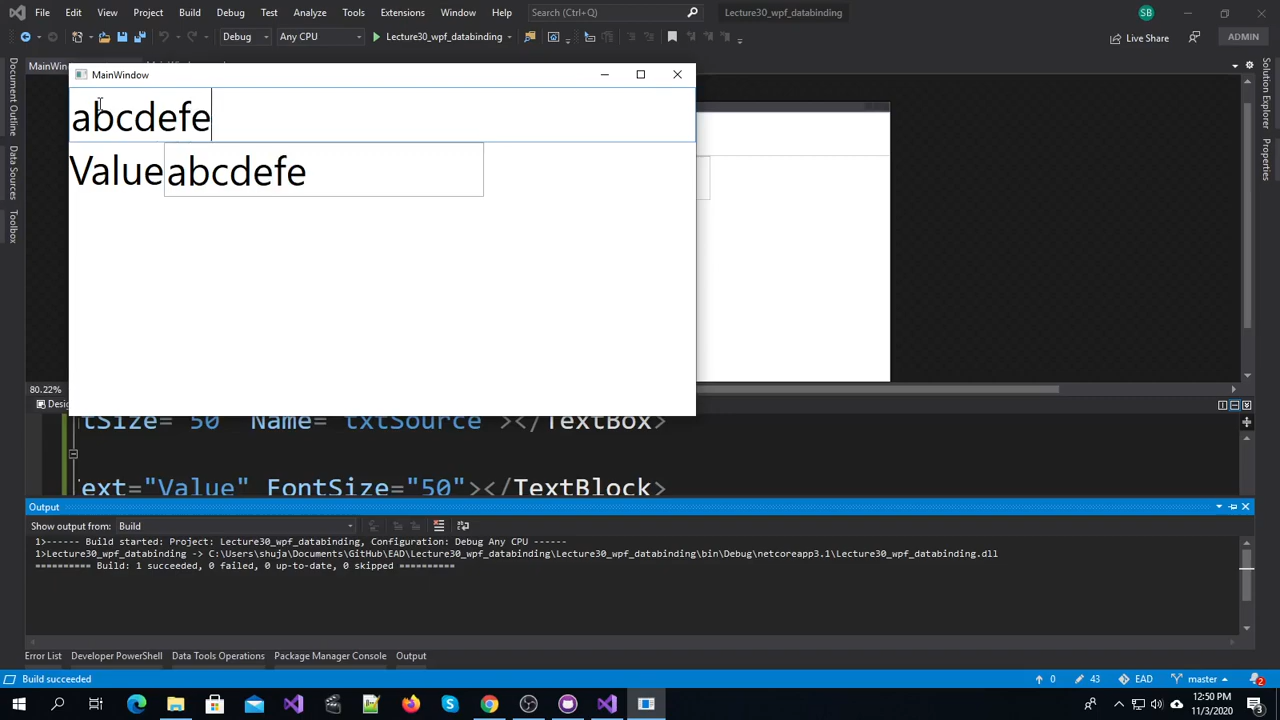 File Edit View Git Project Build Debug Test Analyze Tools Extensions Window Help Search (Ctrl+Q) Lecture30_wpf_databinding SB
Debug Any CPU Lecture30_wpf_databinding Live Share ADMIN
MainWin
MainWindow
abcdefe
Value abcdefe
Document Outline
Data Sources
Toolbox
Solution Explorer
Properties
80.22%
Desig
tSize="50" Name="txtSource"></TextBox>
ext="Value" FontSize="50"></TextBlock>
Output
Show output from: Build
1>------ Build started: Project: Lecture30_wpf_databinding, Configuration: Debug Any CPU ------
1>Lecture30_wpf_databinding -> C:\Users\shuja\Documents\GitHub\EAD\Lecture30_wpf_databinding\Lecture30_wpf_databinding\bin\Debug\netcoreapp3.1\Lecture30_wpf_databinding.dll
========== Build: 1 succeeded, 0 failed, 0 up-to-date, 0 skipped ==========
Error List Developer PowerShell Data Tools Operations Package Manager Console Output
Build succeeded 0 43 EAD master 2
12:50 PM
11/3/2020 3